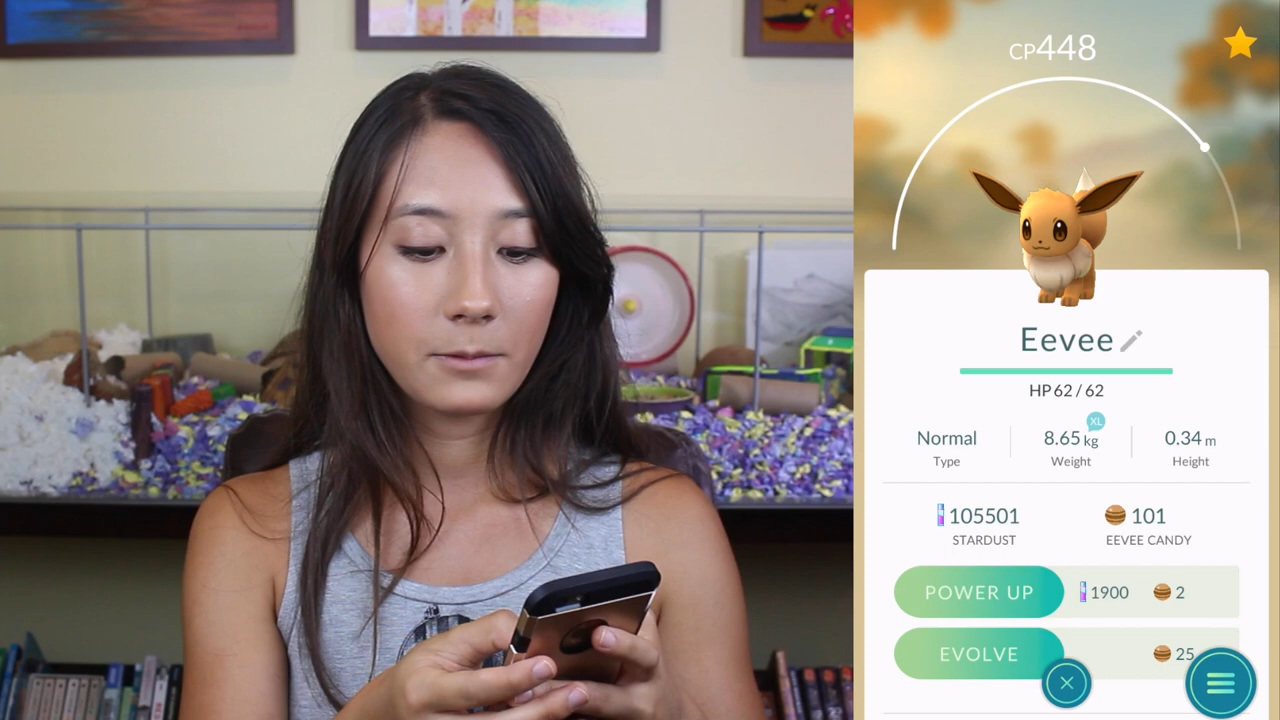 CP448
Eevee
HP 62 / 62
XL
Normal
8.65 kg
0.34 m
Type
Weight
Height
105501
101
STARDUST
EEVEE CANDY
POWER UP
1900
2
EVOLVE
25